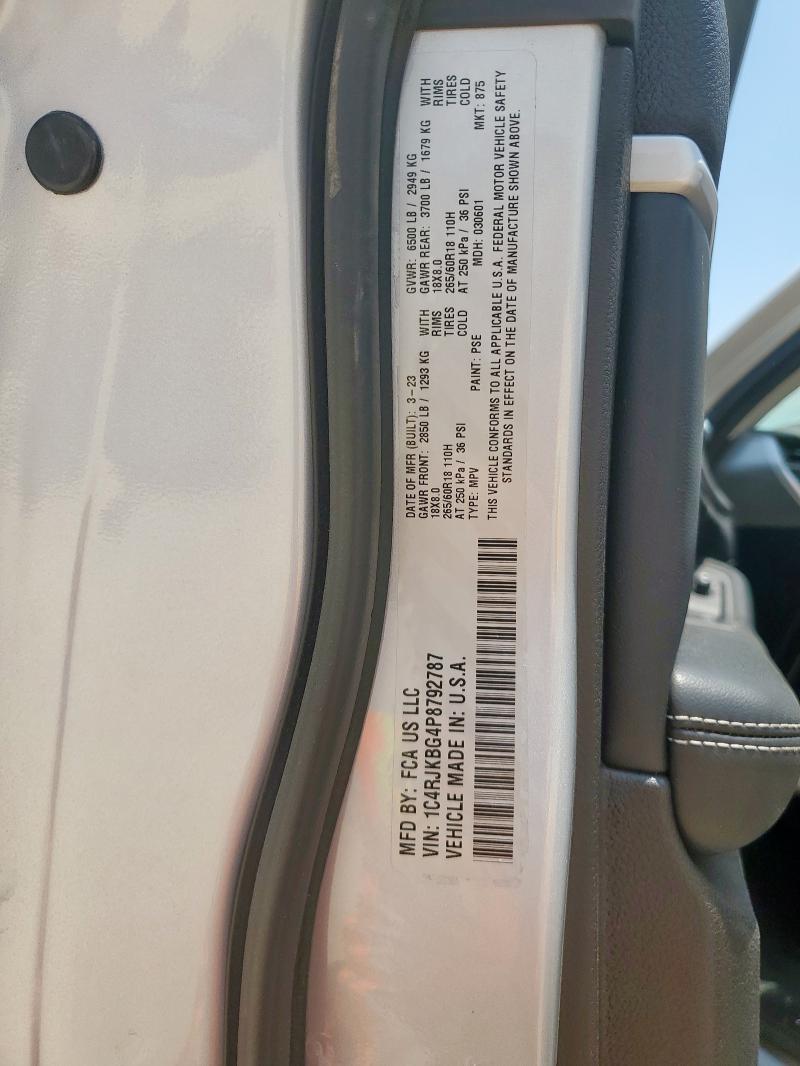 MFD BY: FCA US LLC
VIN: 1C4RJKBG4P8792787
VEHICLE MADE IN: U.S.A.
DATE OF MFR (BUILT): 3-23 GVWR: 6500 LB / 2949 KG
GAWR FRONT: 2850 LB / 1293 KG WITH GAWR REAR: 3700 LB / 1679 KG WITH
18X8.0 RIMS 18X8.0 RIMS
265/60R18 110H TIRES 265/60R18 110H TIRES
AT 250 kPa / 36 PSI COLD AT 250 kPa / 36 PSI COLD
TYPE: MPV PAINT: PSE MDH: 030601 MKT: 875
THIS VEHICLE CONFORMS TO ALL APPLICABLE U.S.A. FEDERAL MOTOR VEHICLE SAFETY
STANDARDS IN EFFECT ON THE DATE OF MANUFACTURE SHOWN ABOVE.